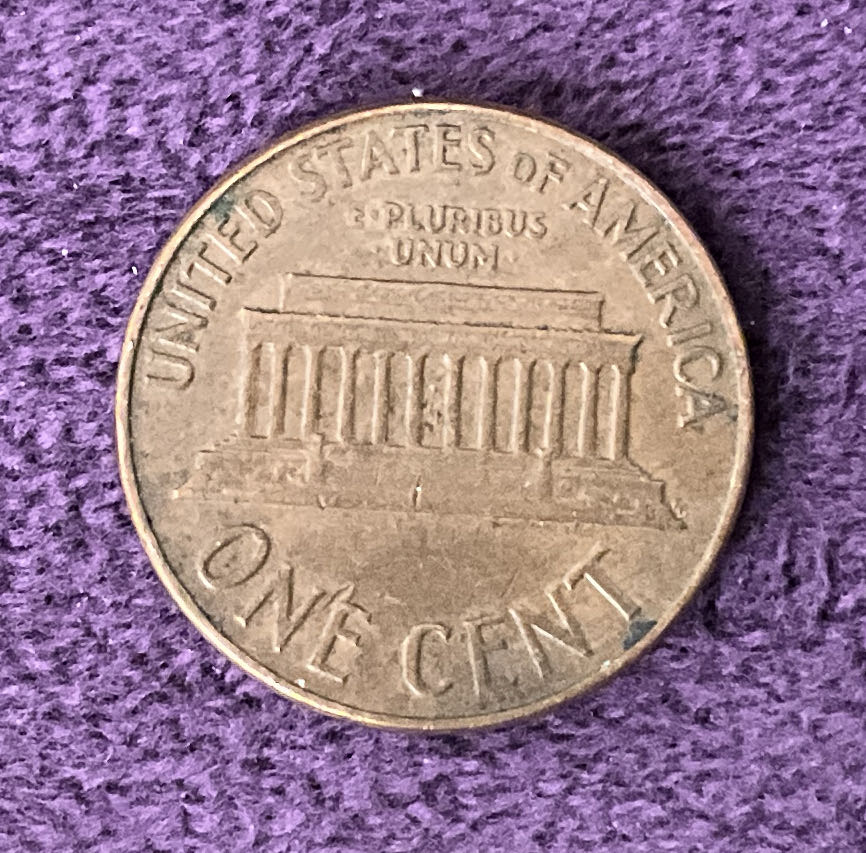 UNITED STATES OF AMERICA
E·PLURIBUS
·UNUM·
ONE CENT